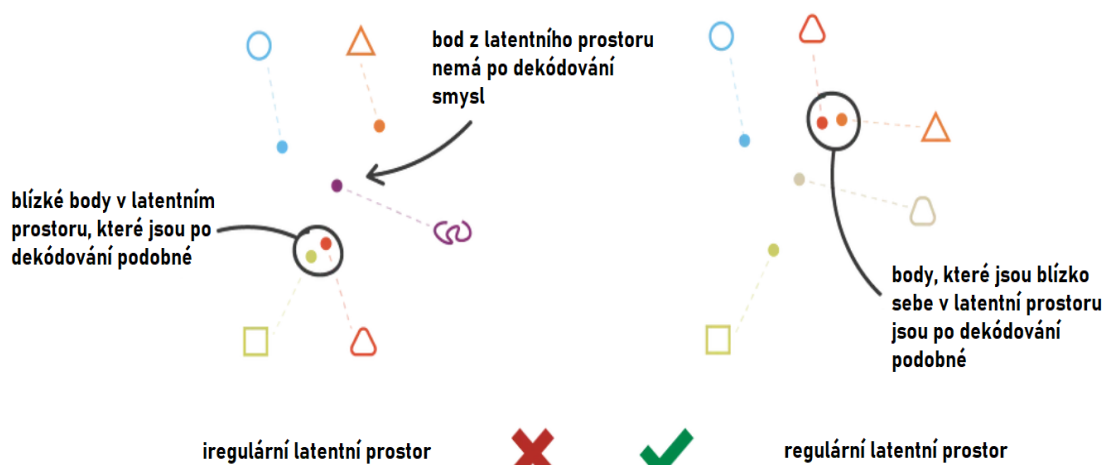 bod z latentního prostoru
nemá po dekódování
smysl
blízké body v latentním
prostoru, které jsou po
dekódování podobné
body, které jsou blízko
sebe v latentní prostoru
jsou po dekódování
podobné
iregulární latentní prostor
regulární latentní prostor